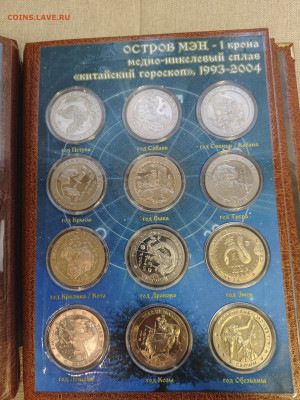 Coins.LAVE.RU
ОСТРОВ МЭН - 1 крона
медно-никелевый сплав
«китайский гороскоп», 1993-2004
год Петуха
год Собаки
год Свиньи / Кабана
год Крысы
год Быка
год Тигра
год Кролика / Кота
год Дракона
год Змеи
год Лошади
год Козы
год Обезьяны